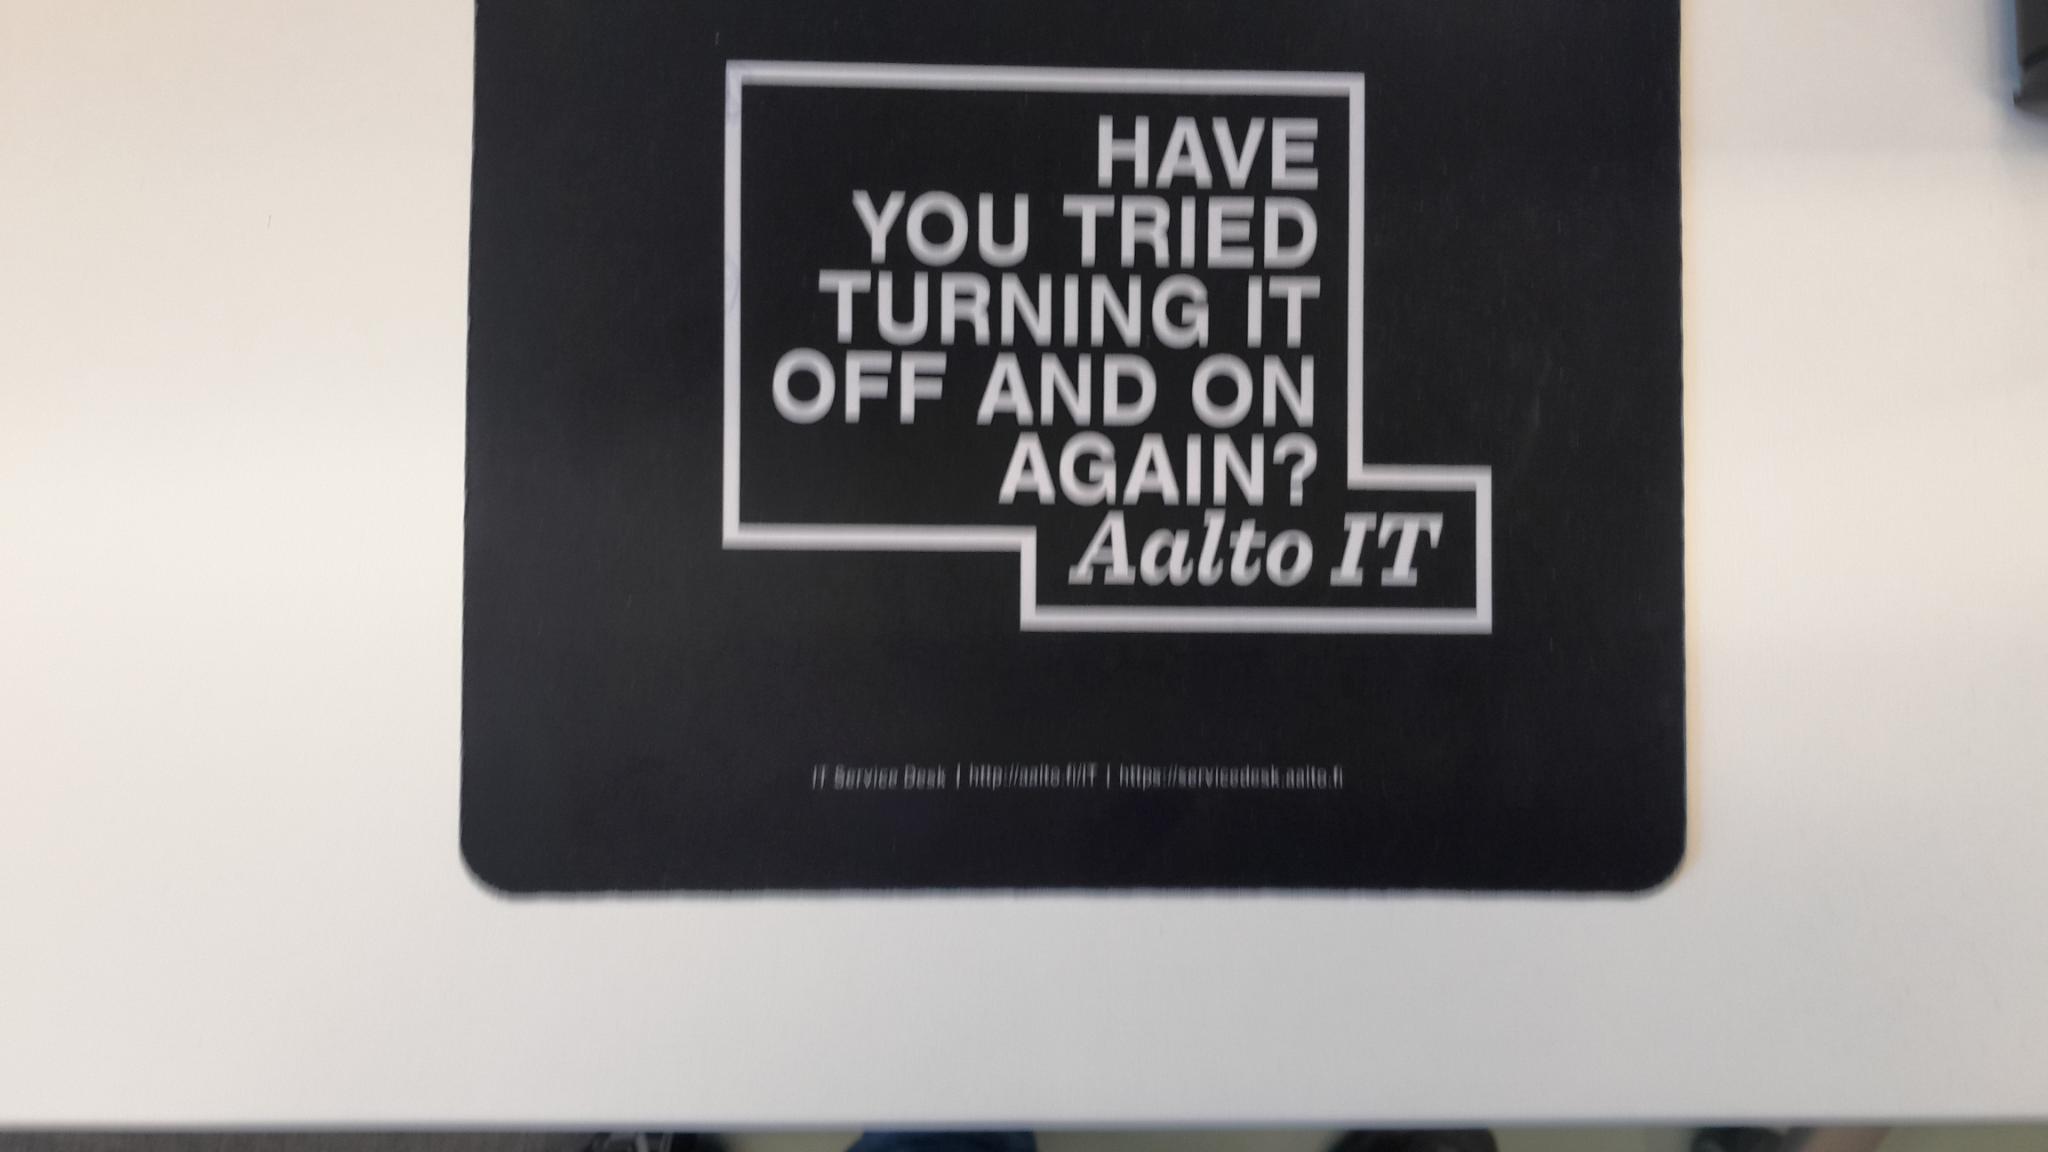 HAVE
YOU TRIED
TURNING IT
OFF AND ON
AGAIN?
Aalto IT
IT Service Desk | http://aalto.fi/IT | https://servicedesk.aalto.fi